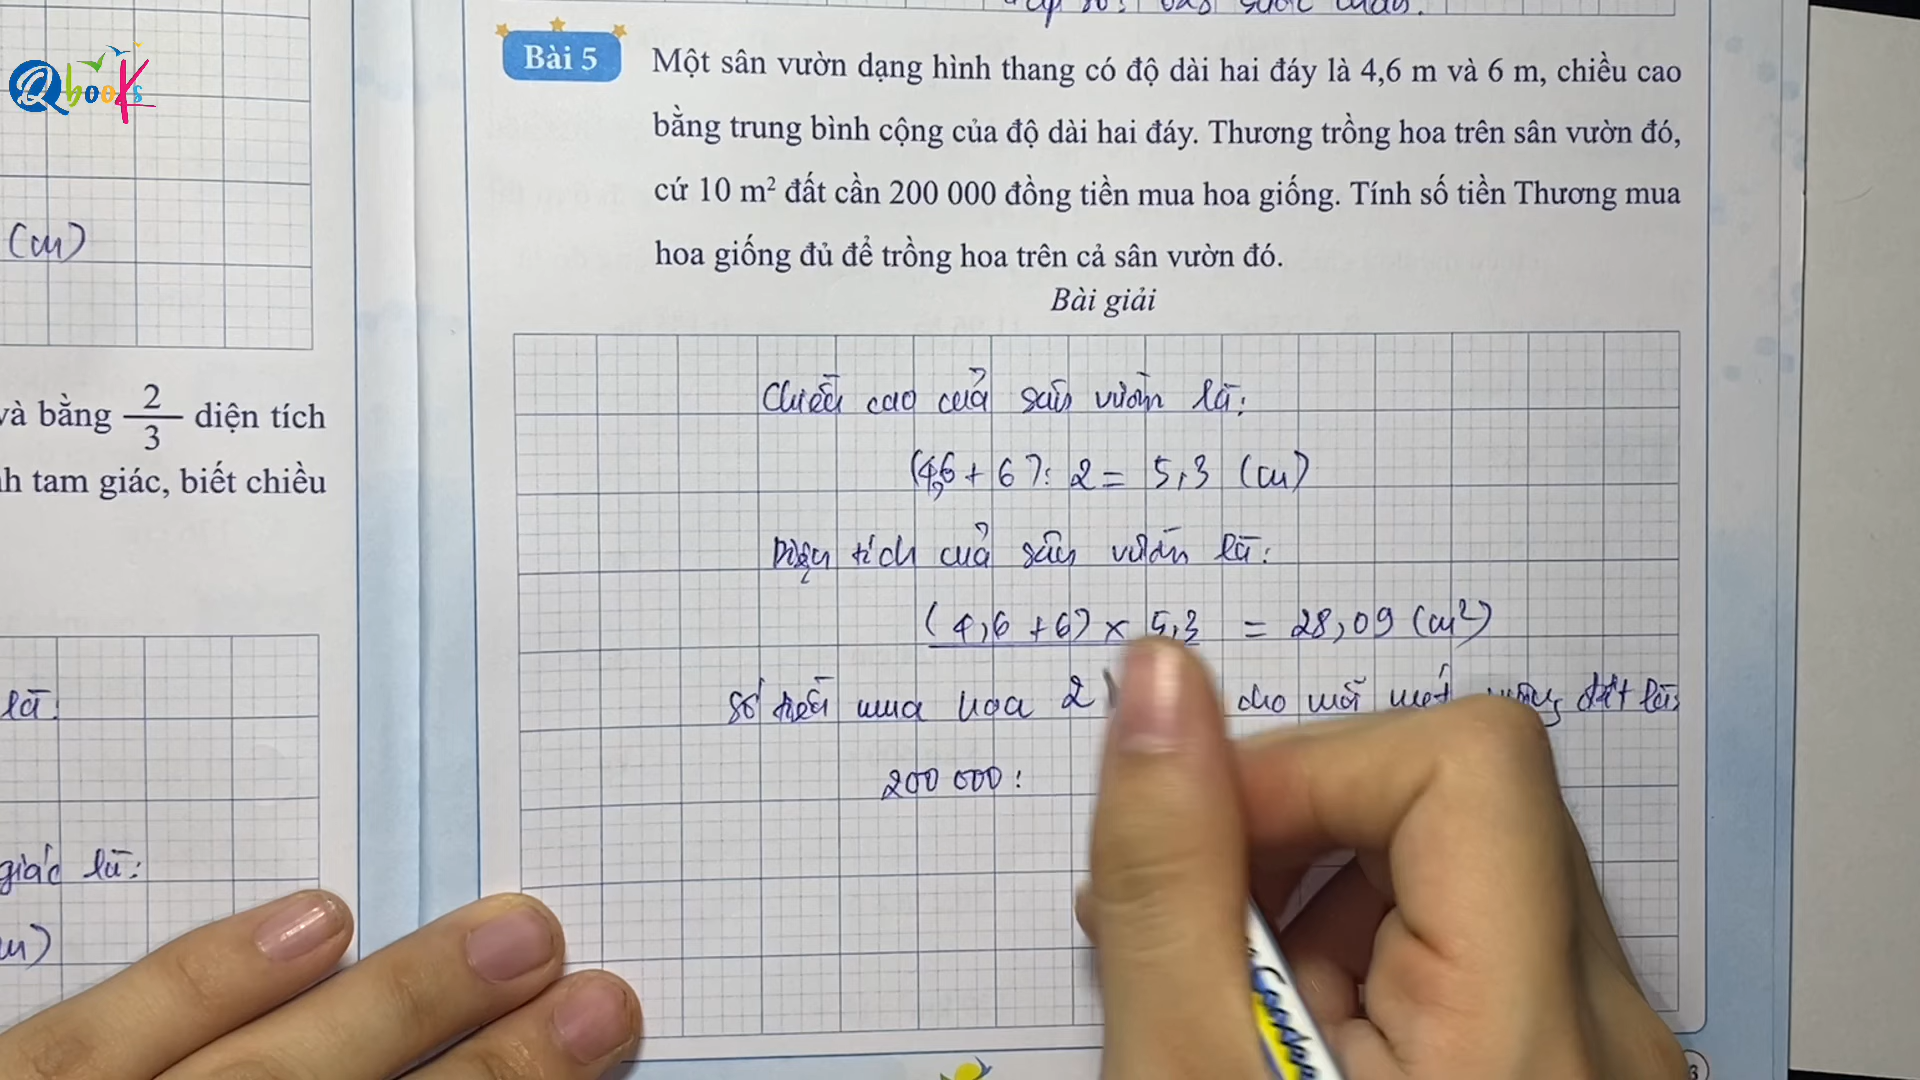 Qbooks
Bài 5
Một sân vườn dạng hình thang có độ dài hai đáy là 4,6 m và 6 m, chiều cao
bằng trung bình cộng của độ dài hai đáy. Thương trồng hoa trên sân vườn đó,
cứ 10 m² đất cần 200 000 đồng tiền mua hoa giống. Tính số tiền Thương mua
hoa giống đủ để trồng hoa trên cả sân vườn đó.
Bài giải
Chiều cao của sân vườn là:
(4,6 + 6) : 2 = 5,3 (m)
Diện tích của sân vườn là:
(4,6 + 6) × 5,3 = 28,09 (m²)
2
Số tiền mua hoa cho mỗi mét vuông đất là:
200 000 :
(m)
và bằng 2/3 diện tích
h tam giác, biết chiều
là:
giác là:
m)